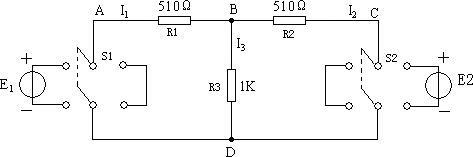 A I₁ 510Ω B 510Ω I₂ C
R1 R2
I₃
S1 S2
E₁ + − R3 1K + − E2
D